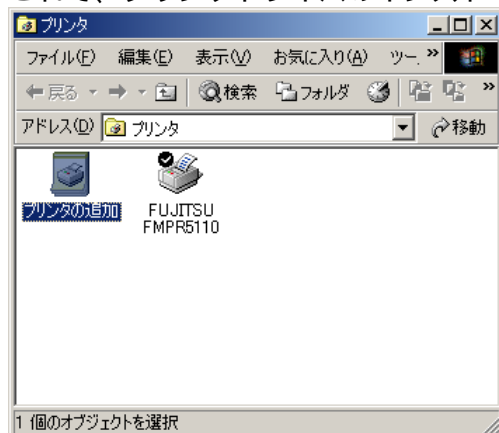 プリンタ
ファイル(F) 編集(E) 表示(V) お気に入り(A) ツー. »
戻る 検索 フォルダ »
アドレス(D) プリンタ 移動
プリンタの追加
FUJITSU
FMPR5110
1 個のオブジェクトを選択